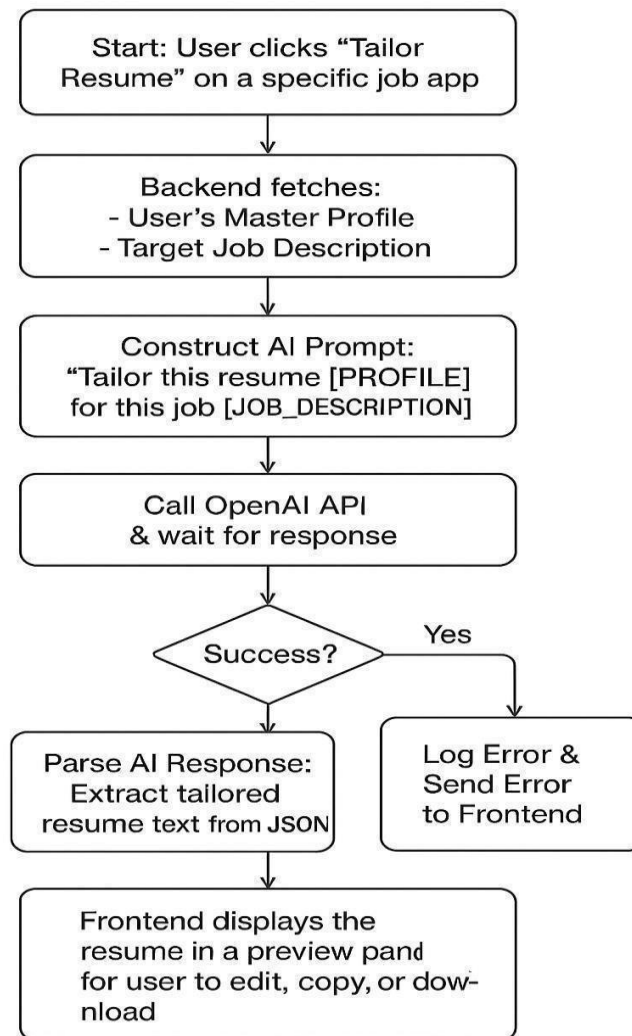 Start: User clicks “Tailor
Resume” on a specific job app
Backend fetches:
- User’s Master Profile
- Target Job Description
Construct AI Prompt:
“Tailor this resume [PROFILE]
for this job [JOB_DESCRIPTION]
Call OpenAI API
& wait for response
Success?
Yes
Parse AI Response:
Extract tailored
resume text from JSON
Log Error &
Send Error
to Frontend
Frontend displays the
resume in a preview pand
for user to edit, copy, or dow-
nload